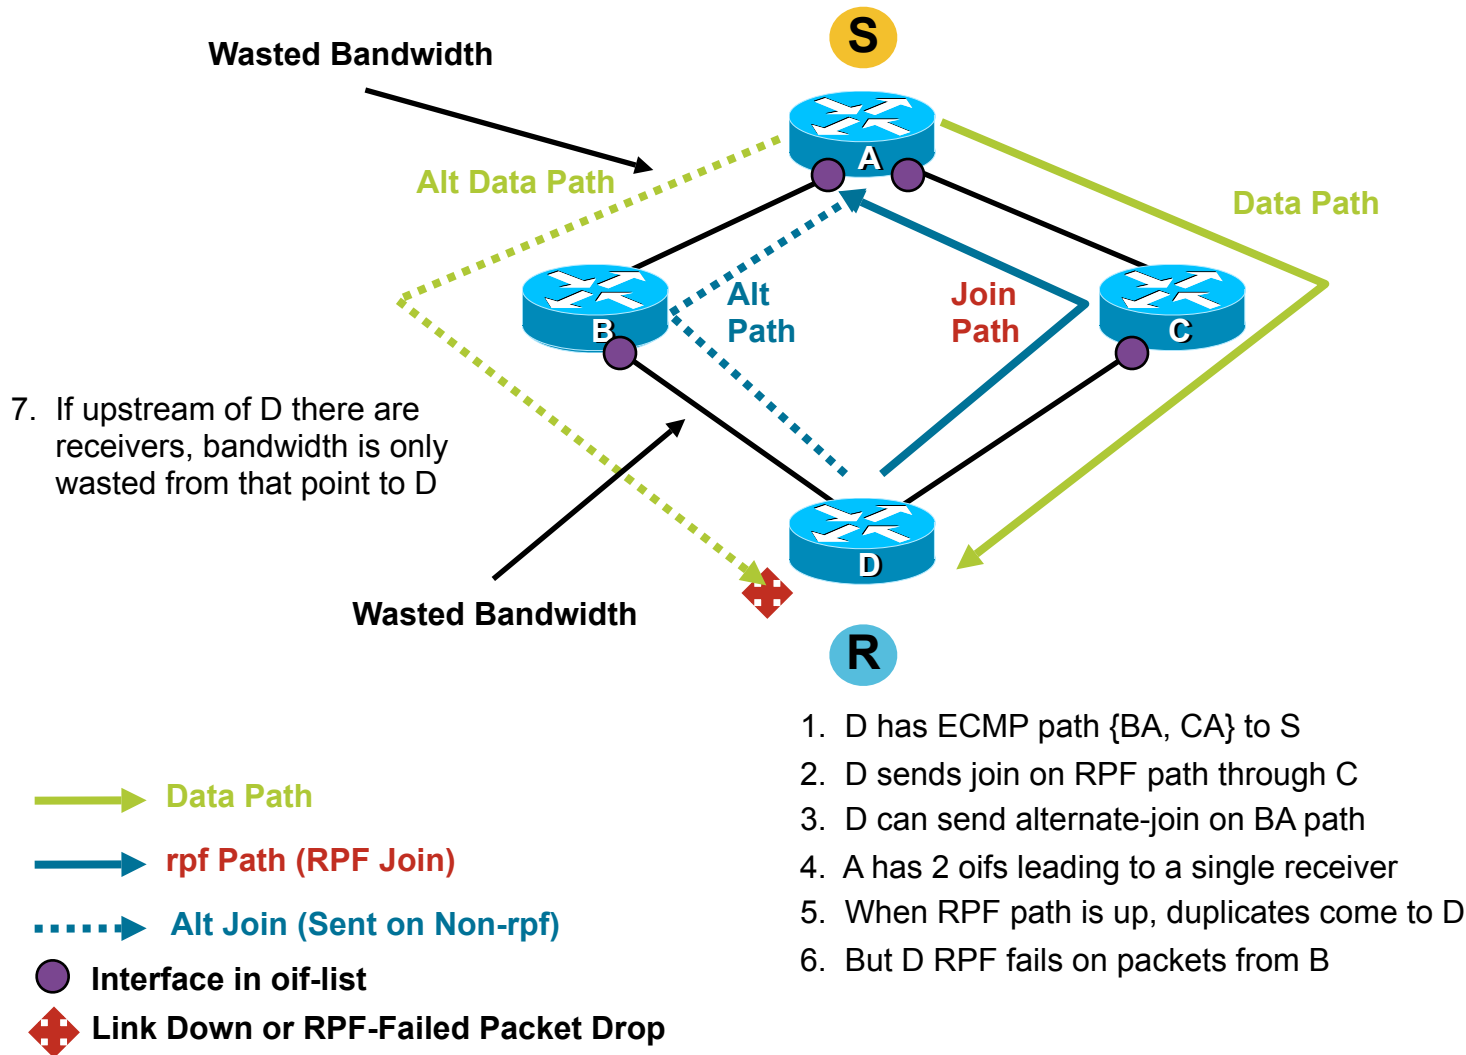 S
Wasted Bandwidth
A
Alt Data Path
Data Path
Alt
Path
Join
Path
B
C
7. If upstream of D there are
receivers, bandwidth is only
wasted from that point to D
D
Wasted Bandwidth
R
1. D has ECMP path {BA, CA} to S
2. D sends join on RPF path through C
3. D can send alternate-join on BA path
4. A has 2 oifs leading to a single receiver
5. When RPF path is up, duplicates come to D
6. But D RPF fails on packets from B
Data Path
rpf Path (RPF Join)
Alt Join (Sent on Non-rpf)
Interface in oif-list
Link Down or RPF-Failed Packet Drop